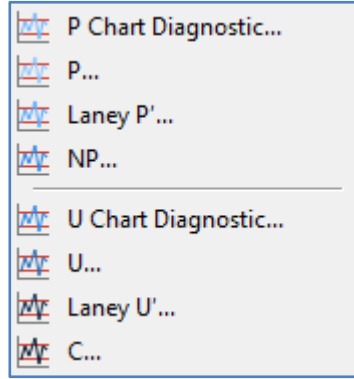 P Chart Diagnostic...
P...
Laney P'...
NP...
U Chart Diagnostic...
U...
Laney U'...
C...